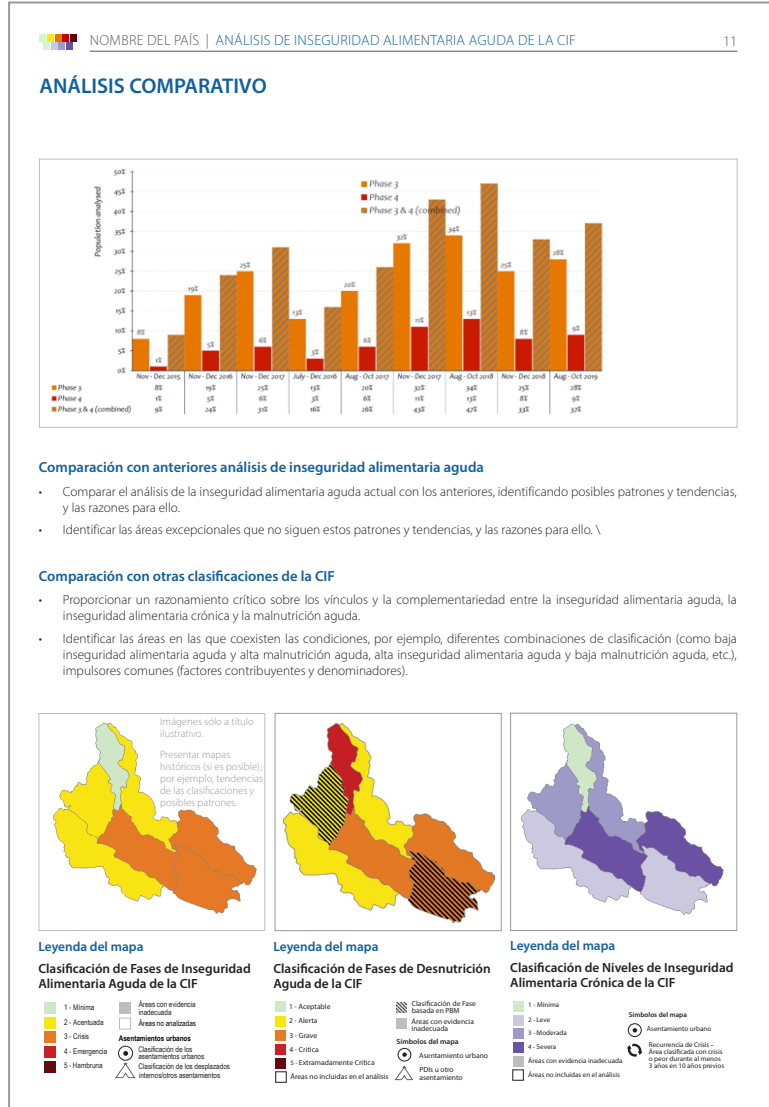 NOMBRE DEL PAÍS | ANÁLISIS DE INSEGURIDAD ALIMENTARIA AGUDA DE LA CIF 11
ANÁLISIS COMPARATIVO
Population analysed
50%
45%
40%
35%
30%
25%
20%
15%
10%
5%
0%
Phase 3
Phase 4
Phase 3 & 4 (combined)
8% 1% 19% 5% 25% 6% 13% 3% 20% 6% 32% 11% 34% 13% 25% 8% 28% 9%
Nov - Dec 2015 Nov - Dec 2016 Nov - Dec 2017 July - Dec 2016 Aug - Oct 2017 Nov - Dec 2017 Aug - Oct 2018 Nov - Dec 2018 Aug - Oct 2019
Phase 3 8% 19% 25% 13% 20% 32% 34% 25% 28%
Phase 4 1% 5% 6% 3% 6% 11% 13% 8% 9%
Phase 3 & 4 (combined) 9% 24% 31% 16% 26% 43% 47% 33% 37%
Comparación con anteriores análisis de inseguridad alimentaria aguda
• Comparar el análisis de la inseguridad alimentaria aguda actual con los anteriores, identificando posibles patrones y tendencias,
y las razones para ello.
• Identificar las áreas excepcionales que no siguen estos patrones y tendencias, y las razones para ello. \
Comparación con otras clasificaciones de la CIF
• Proporcionar un razonamiento crítico sobre los vínculos y la complementariedad entre la inseguridad alimentaria aguda, la
inseguridad alimentaria crónica y la malnutrición aguda.
• Identificar las áreas en las que coexisten las condiciones, por ejemplo, diferentes combinaciones de clasificación (como baja
inseguridad alimentaria aguda y alta malnutrición aguda, alta inseguridad alimentaria aguda y baja malnutrición aguda, etc.),
impulsores comunes (factores contribuyentes y denominadores).
Imágenes sólo a título
ilustrativo.
Presentar mapas
históricos (si es posible),
por ejemplo, tendencias
de las clasificaciones y
posibles patrones.
Leyenda del mapa
Clasificación de Fases de Inseguridad
Alimentaria Aguda de la CIF
1 - Mínima
2 - Acentuada
3 - Crisis
4 - Emergencia
5 - Hambruna
Áreas con evidencia
inadecuada
Áreas no analizadas
Asentamientos urbanos
Clasificación de los
asentamientos urbanos
Clasificación de los desplazados
internos/otros asentamientos
Leyenda del mapa
Clasificación de Fases de Desnutrición
Aguda de la CIF
1 - Aceptable
2 - Alerta
3 - Grave
4 - Crítica
5 - Extramadamente Crítica
Áreas no incluidas en el análisis
Clasificación de Fase
basada en PBM
Áreas con evidencia
inadecuada
Símbolos del mapa
Asentamiento urbano
PDIs u otro
asentamiento
Leyenda del mapa
Clasificación de Niveles de Inseguridad
Alimentaria Crónica de la CIF
1 - Mínima
2 - Leve
3 - Moderada
4 - Severa
Áreas con evidencia inadecuada
Áreas no incluidas en el análisis
Símbolos del mapa
Asentamiento urbano
Recurrencia de Crisis –
Área clasificada con crisis
o peor durante al menos
3 años en 10 años previos